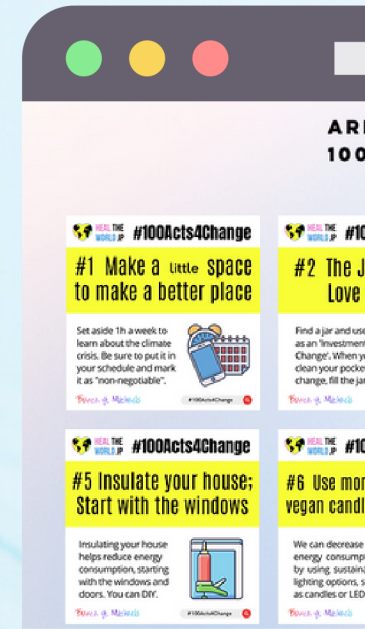 ARE
100
HEAL THE
WORLD.JP
#100Acts4Change
#1 Make a little space
to make a better place
Set aside 1h a week to
learn about the climate
crisis. Be sure to put it in
your schedule and mark
it as "non-negotiable".
#100Acts4Change
HEAL THE
WORLD.JP
#10
#2 The J
Love
Find a jar and use
as an 'Investment
Change'. When y
clean your pocke
change, fill the jar
HEAL THE
WORLD.JP
#100Acts4Change
#5 Insulate your house;
Start with the windows
Insulating your house
helps reduce energy
consumption, starting
with the windows and
doors. You can DIY.
#100Acts4Change
HEAL THE
WORLD.JP
#10
#6 Use mor
vegan candl
We can decrease
energy consump
by using, sustaina
lighting options, s
as candles or LED